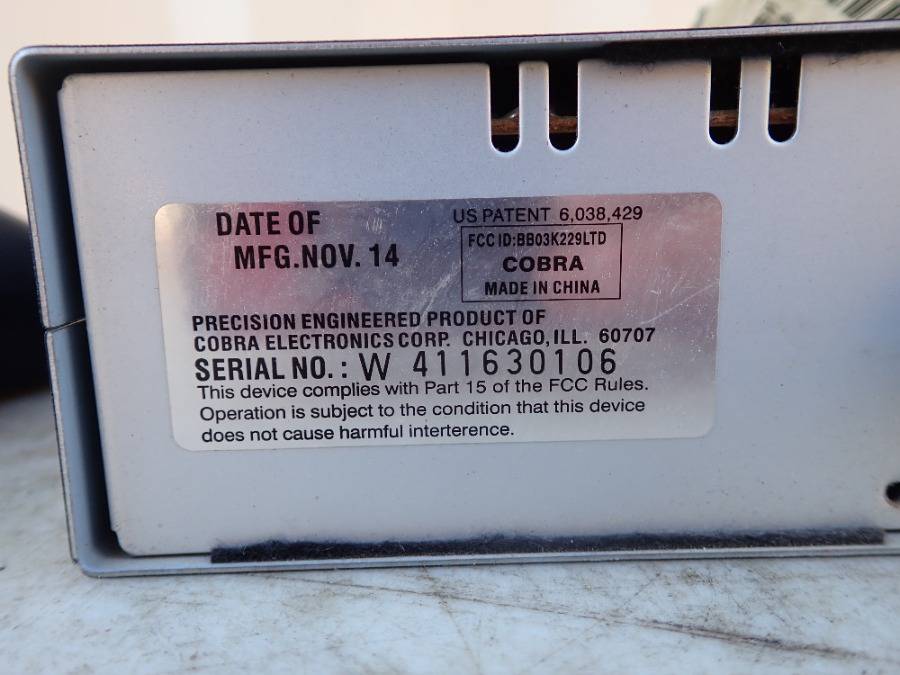 DATE OF
MFG.NOV. 14
US PATENT 6,038,429
FCC ID:BB03K229LTD
COBRA
MADE IN CHINA
PRECISION ENGINEERED PRODUCT OF
COBRA ELECTRONICS CORP. CHICAGO,ILL. 60707
SERIAL NO.: W 411630106
This device complies with Part 15 of the FCC Rules.
Operation is subject to the condition that this device
does not cause harmful interterence.